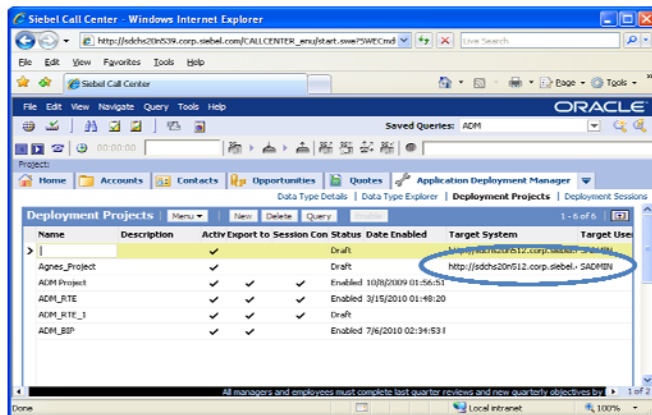 Siebel Call Center - Windows Internet Explorer
http://sdchs20n539.corp.siebel.com/CALLCENTER_enu/start.swe?SWECmd
Live Search
File Edit View Favorites Tools Help
Siebel Call Center
Page Tools
File Edit View Navigate Query Tools Help
ORACLE
Saved Queries: ADM
00:00:00
Project:
Home Accounts Contacts Opportunities Quotes Application Deployment Manager
Data Type Details | Data Type Explorer | Deployment Projects | Deployment Sessions
Deployment Projects Menu New Delete Query Enable 1 - 6 of 6
Name Description Activ Export to Session Con Status Date Enabled Target System Target Use
Draft http://sdchs20n512.corp.siebel. SADMIN
Agnes_Project Draft http://sdchs20n512.corp.siebel. SADMIN
ADM Project Enabled 10/8/2009 01:56:51
ADM_RTE Enabled 3/15/2010 01:48:20
ADM_RTE_1 Draft
ADM_BIP Enabled 7/6/2010 02:34:53
All managers and employees must complete last quarter reviews and new quarterly objectives by
1 of 2
Done Local intranet 100%